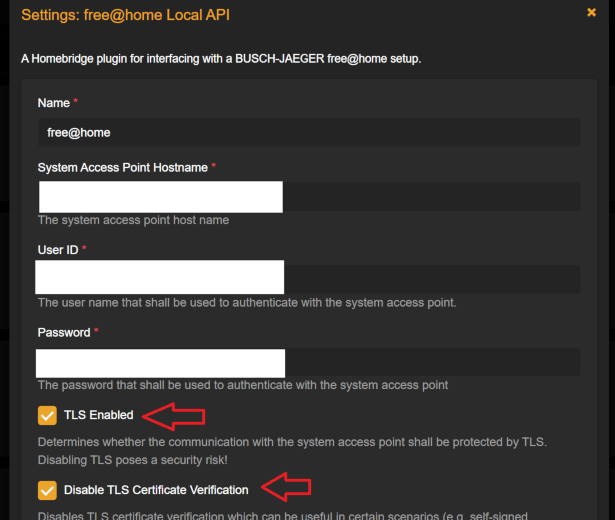 Settings: free@home Local API
A Homebridge plugin for interfacing with a BUSCH-JAEGER free@home setup.
Name *
free@home
System Access Point Hostname *
The system access point host name
User ID *
The user name that shall be used to authenticate with the system access point.
Password *
The password that shall be used to authenticate with the system access point
TLS Enabled
Determines whether the communication with the system access point shall be protected by TLS.
Disabling TLS poses a security risk!
Disable TLS Certificate Verification
Disables TLS certificate verification which can be useful in certain scenarios (e.g. self-signed